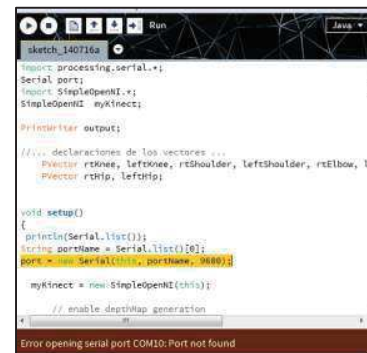 Run
Java
sketch_140716a
import processing.serial.*;
Serial port;
import SimpleOpenNI.*;
SimpleOpenNI myKinect;
PrintWriter output;
//... declaraciones de los vectores ...
PVector rtKnee, leftKnee, rtShoulder, leftShoulder, rtElbow, l
PVector rtHip, leftHip;
void setup()
{
println(Serial.list());
String portName = Serial.list()[0];
port = new Serial(this, portName, 9600);
myKinect = new SimpleOpenNI(this);
// enable depthMap generation
Error opening serial port COM10: Port not found